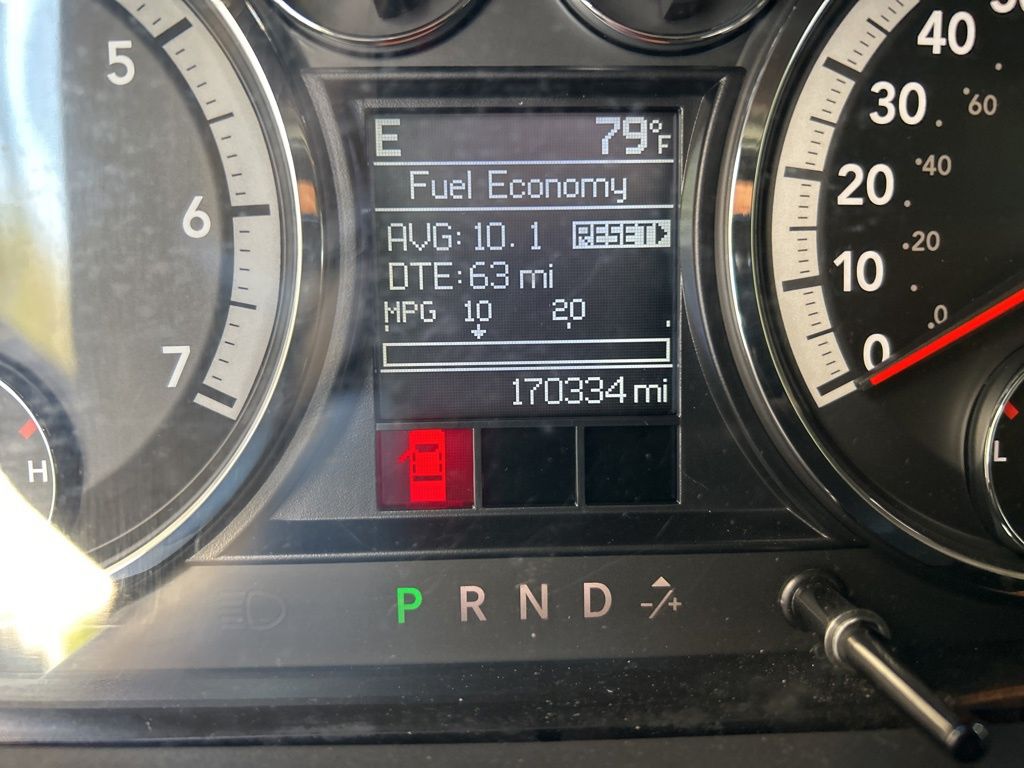 5
6
7
H
E 79°F
Fuel Economy
AVG: 10.1 RESET
DTE: 63 mi
MPG 10 20
170334 mi
P R N D -/+
40
30
20
10
0
60
40
20
0
L